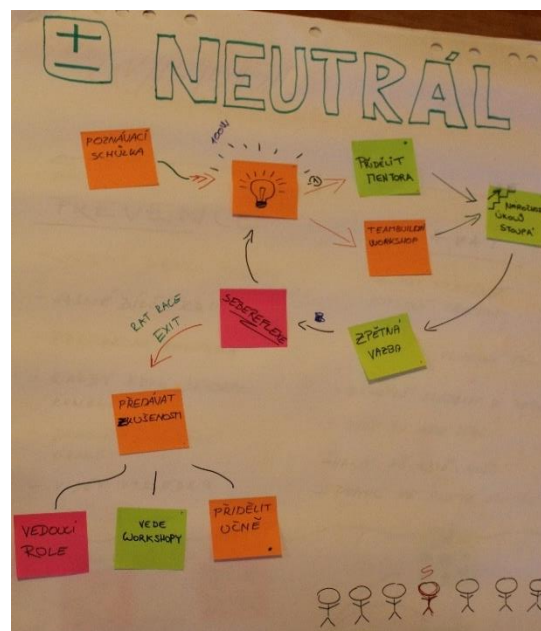 ± NEUTRÁL
POZNÁVACÍ
SCHŮZKA
100%
A
PŘIDĚLIT
MENTORA
TEAMBUILDING
WORKSHOP
NÁROČNOST
ÚKOLŮ
STOUPÁ
ZPĚTNÁ
VAZBA
B
SEBEREFLEXE
RAT RACE
EXIT
PŘEDÁVAT
ZKUŠENOSTI
VEDOUCÍ
ROLE
VEDE
WORKSHOPY
PŘIDĚLIT
UČNĚ
S